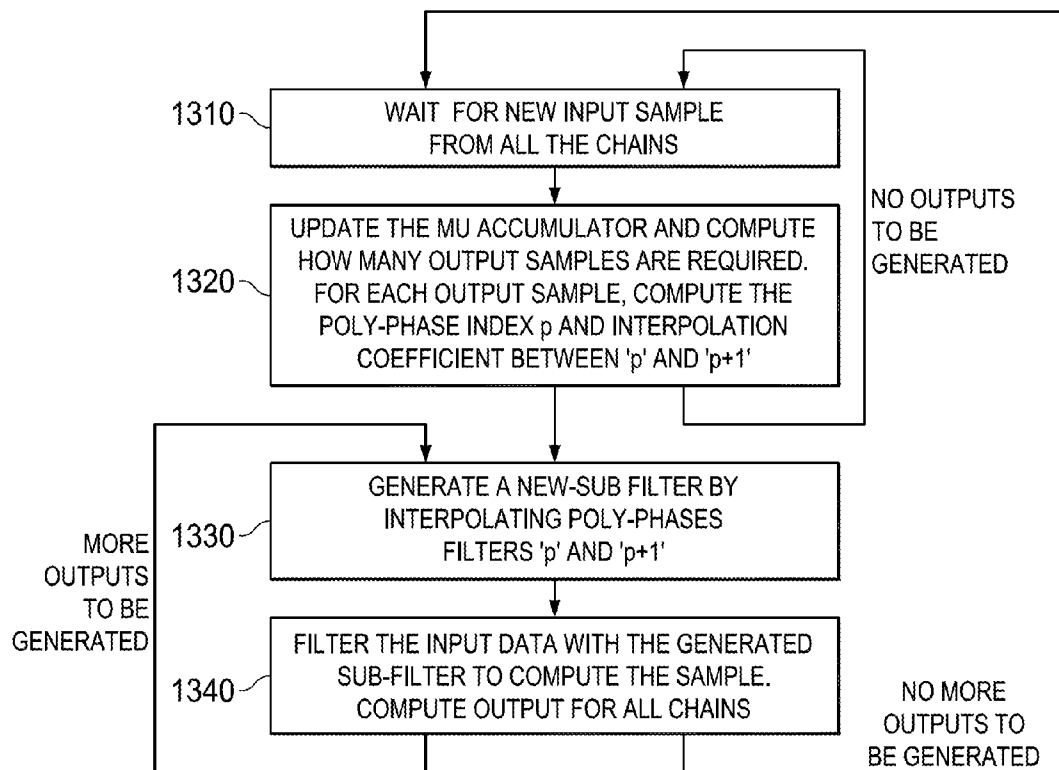 1310
WAIT FOR NEW INPUT SAMPLE
FROM ALL THE CHAINS
NO OUTPUTS
TO BE
GENERATED
1320
UPDATE THE MU ACCUMULATOR AND COMPUTE
HOW MANY OUTPUT SAMPLES ARE REQUIRED.
FOR EACH OUTPUT SAMPLE, COMPUTE THE
POLY-PHASE INDEX p AND INTERPOLATION
COEFFICIENT BETWEEN 'p' AND 'p+1'
1330
GENERATE A NEW-SUB FILTER BY
INTERPOLATING POLY-PHASES
FILTERS 'p' AND 'p+1'
MORE
OUTPUTS
TO BE
GENERATED
1340
FILTER THE INPUT DATA WITH THE GENERATED
SUB-FILTER TO COMPUTE THE SAMPLE.
COMPUTE OUTPUT FOR ALL CHAINS
NO MORE
OUTPUTS TO
BE GENERATED